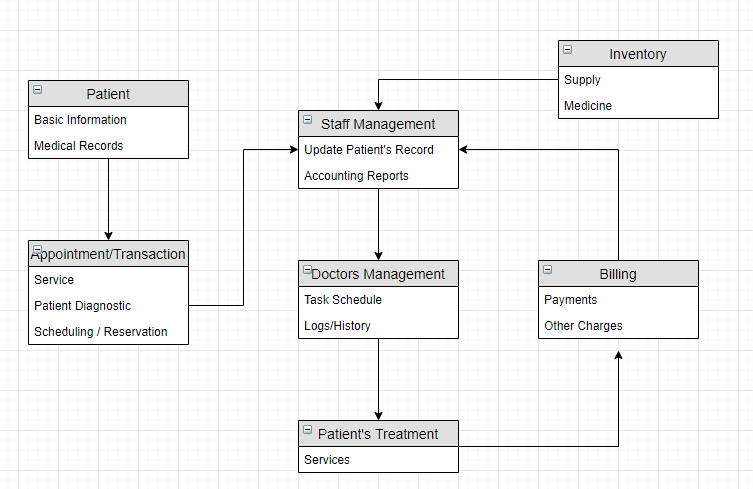 Inventory
Supply
Medicine
Patient
Basic Information
Medical Records
Staff Management
Update Patient's Record
Accounting Reports
Appointment/Transaction
Service
Patient Diagnostic
Scheduling / Reservation
Doctors Management
Task Schedule
Logs/History
Billing
Payments
Other Charges
Patient's Treatment
Services